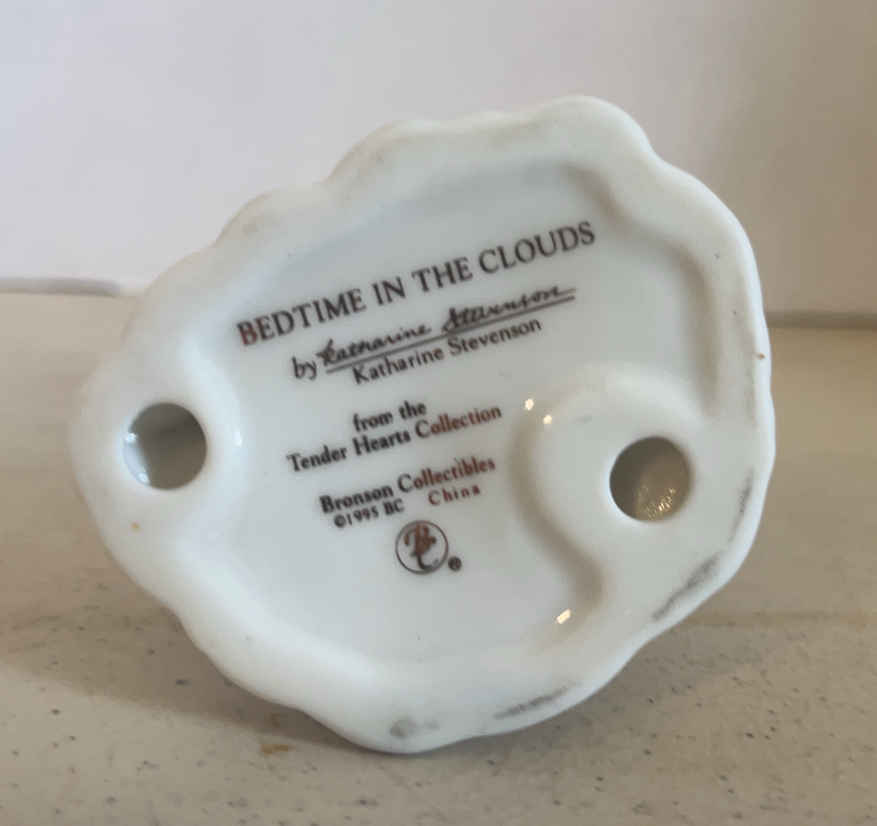 BEDTIME IN THE CLOUDS
by Katharine Stevenson
Katharine Stevenson
from the
Tender Hearts Collection
Bronson Collectibles
©1995 BC China
BC ®